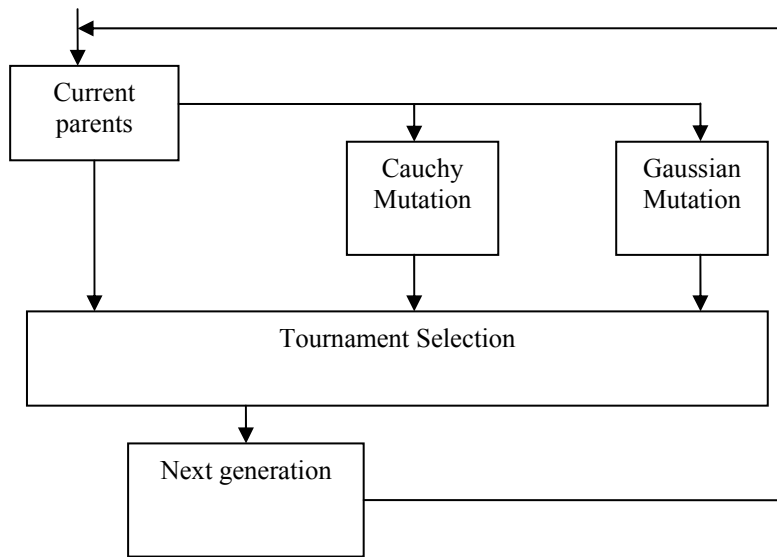 Current
parents
Cauchy
Mutation
Gaussian
Mutation
Tournament Selection
Next generation